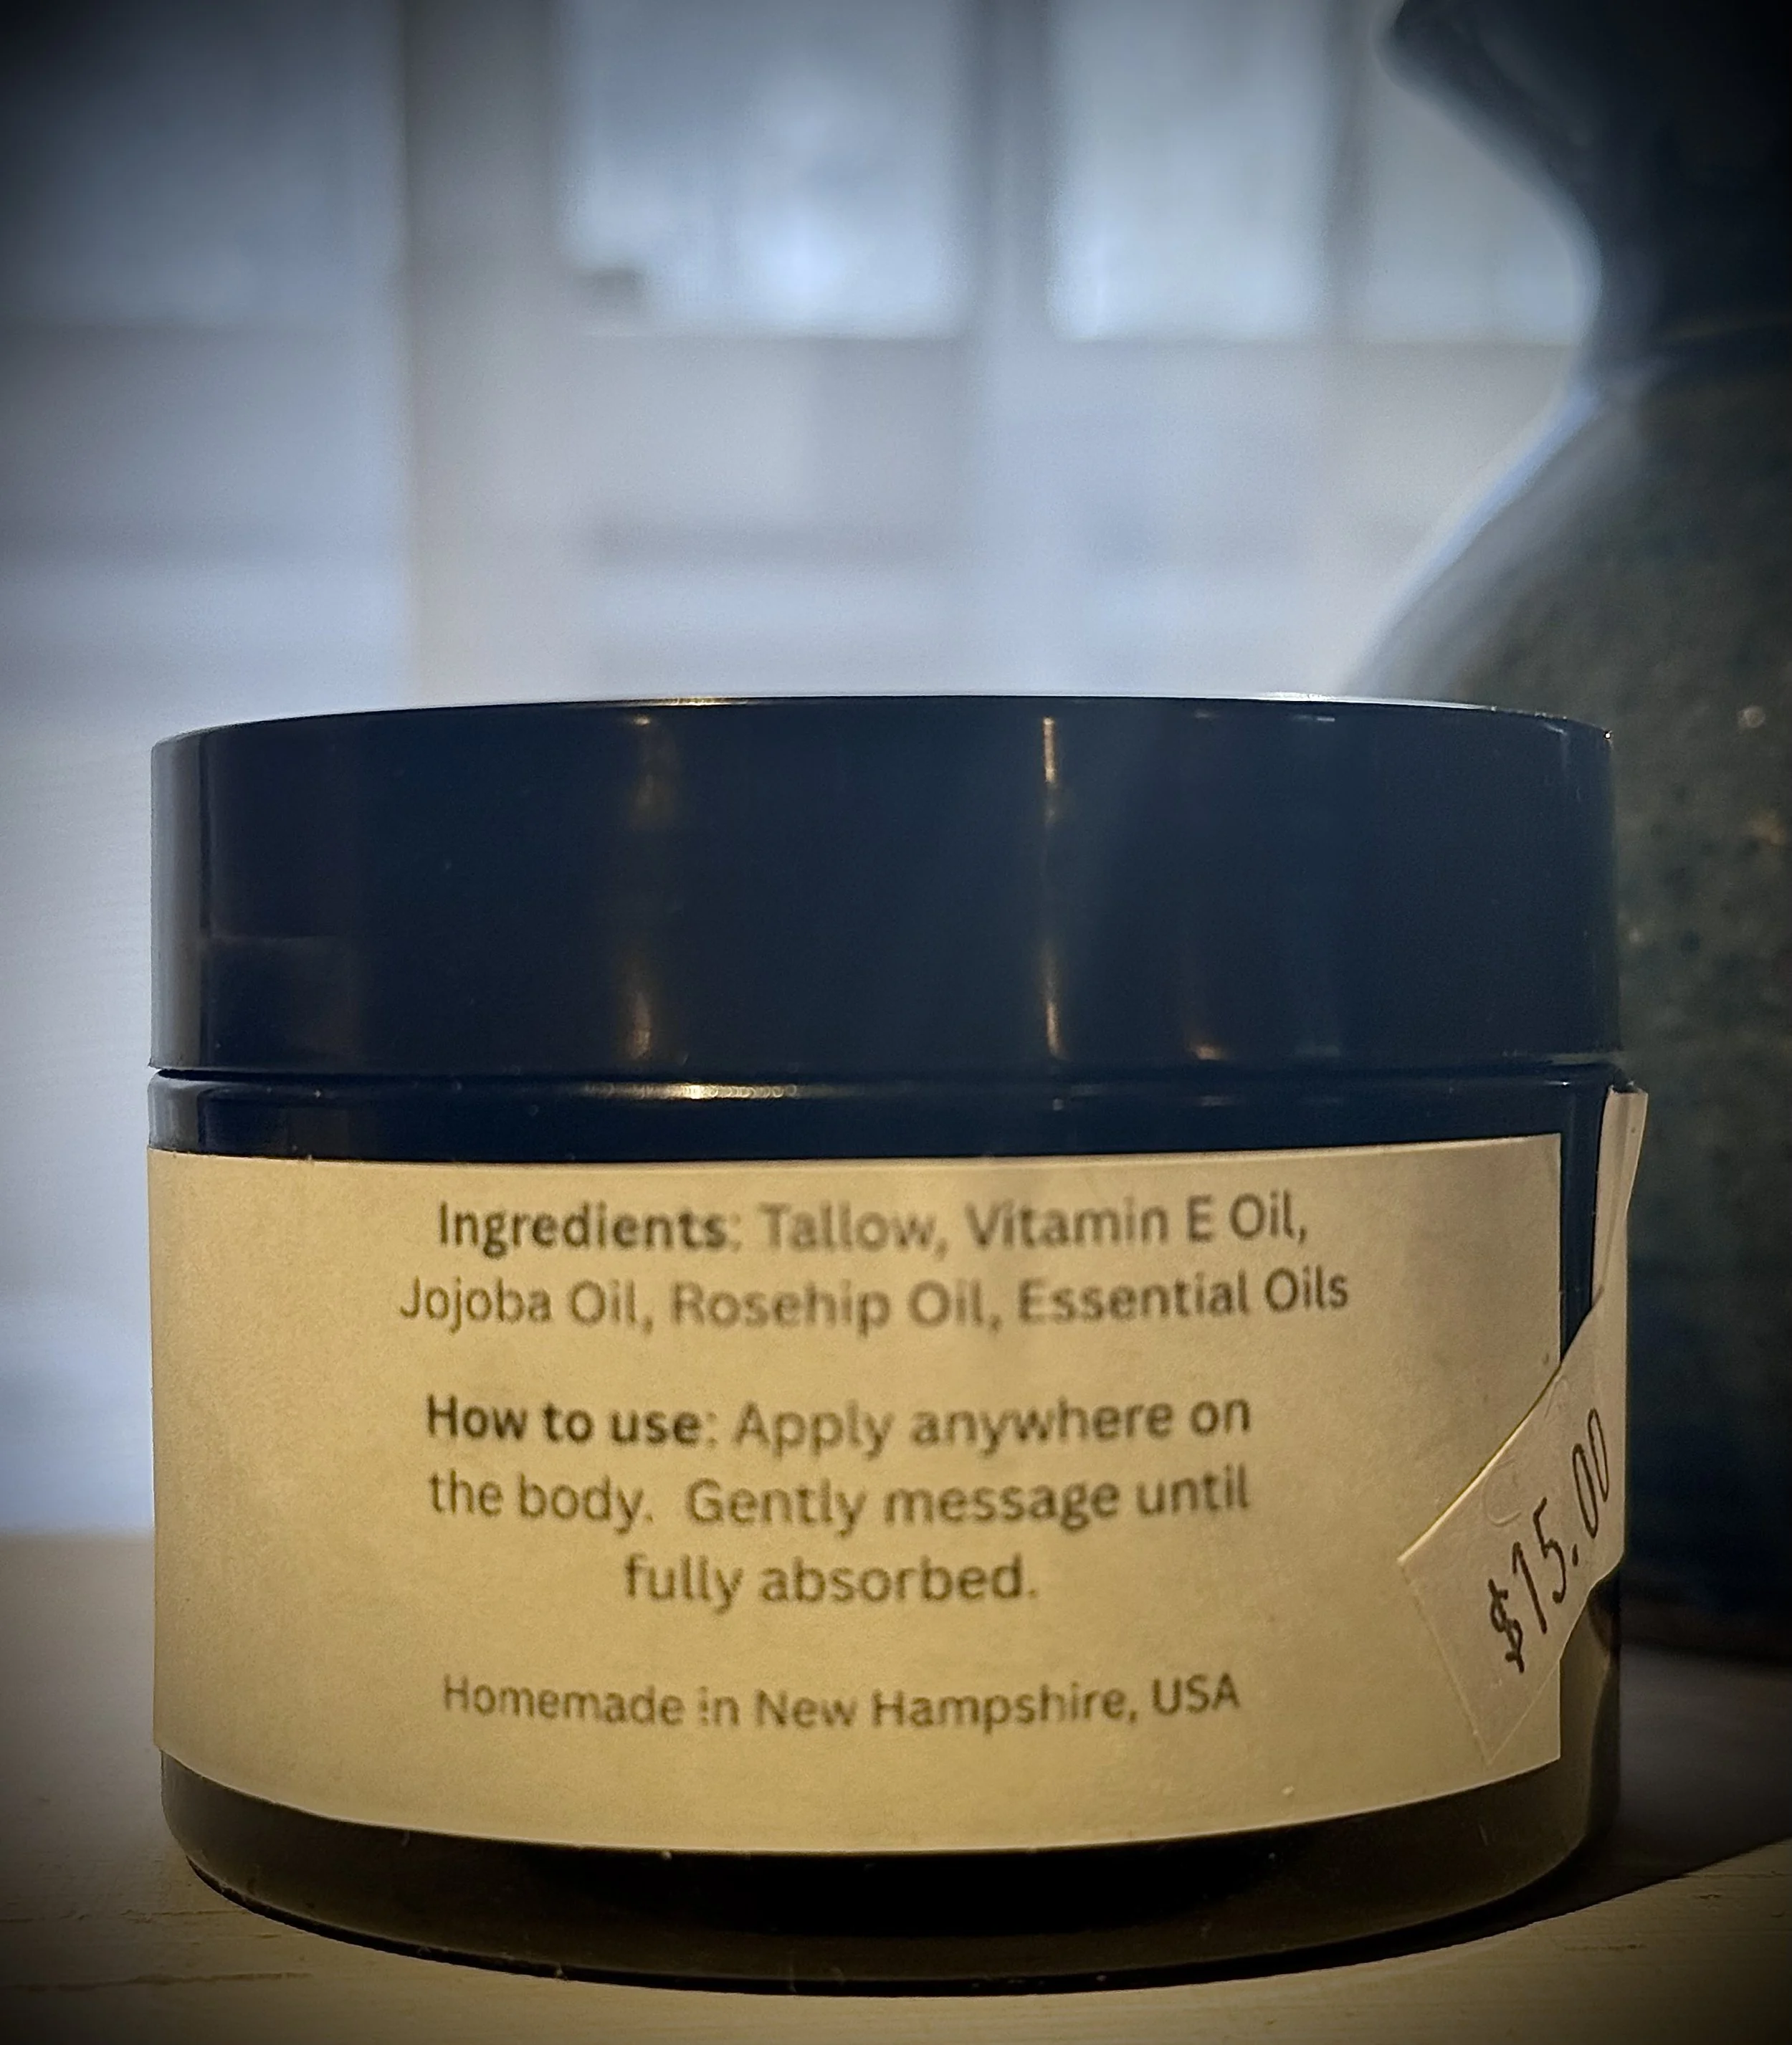 Ingredients: Tallow, Vitamin E Oil,
Jojoba Oil, Rosehip Oil, Essential Oils
How to use: Apply anywhere on
the body. Gently message until
fully absorbed.
Homemade in New Hampshire, USA
$15.00